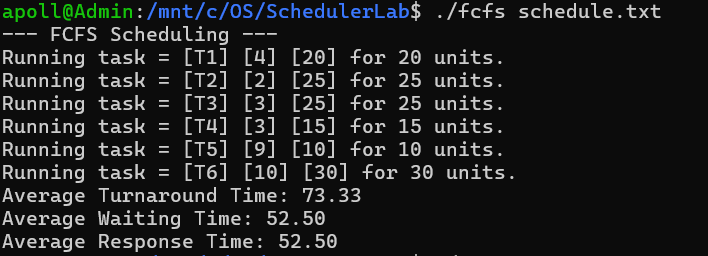 apoll@Admin:/mnt/c/OS/SchedulerLab$ ./fcfs schedule.txt
--- FCFS Scheduling ---
Running task = [T1] [4] [20] for 20 units.
Running task = [T2] [2] [25] for 25 units.
Running task = [T3] [3] [25] for 25 units.
Running task = [T4] [3] [15] for 15 units.
Running task = [T5] [9] [10] for 10 units.
Running task = [T6] [10] [30] for 30 units.
Average Turnaround Time: 73.33
Average Waiting Time: 52.50
Average Response Time: 52.50